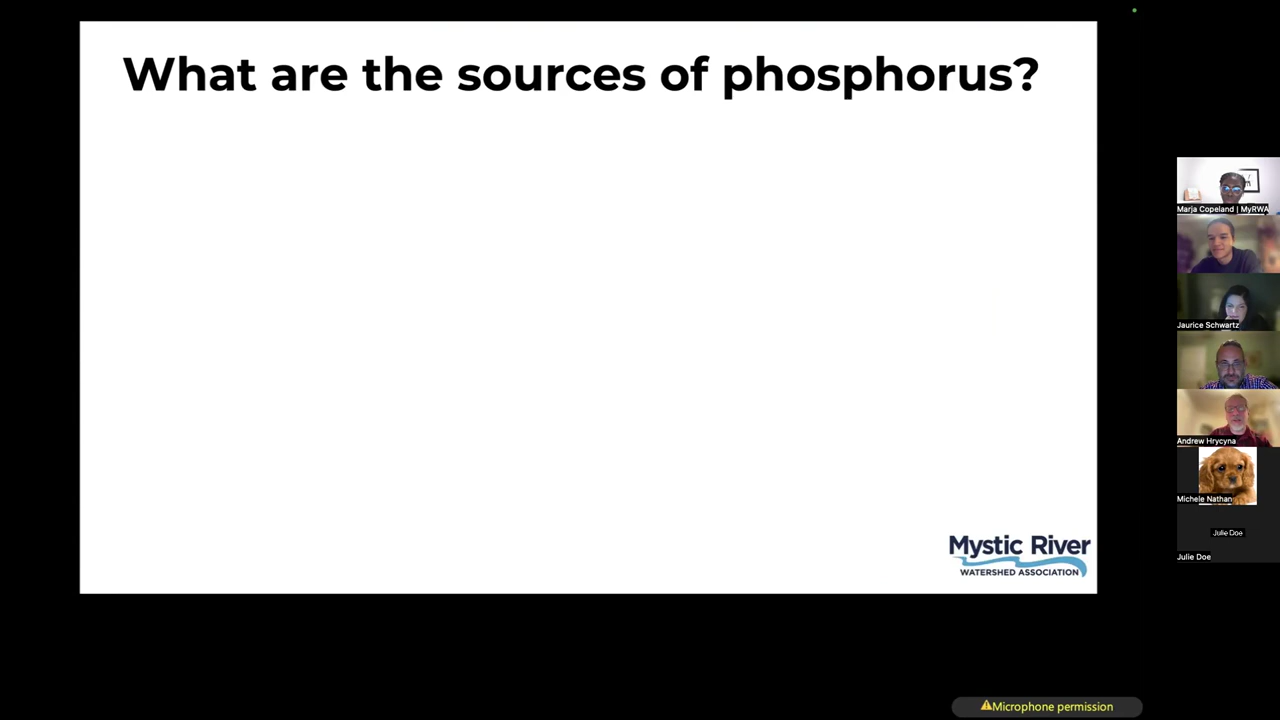 What are the sources of phosphorus?
Mystic River
WATERSHED ASSOCIATION
Marja Copeland | MyRWA
Jaurice Schwartz
Andrew Hrycyna
Michele Nathan
Julie Doe
Julie Doe
Microphone permission